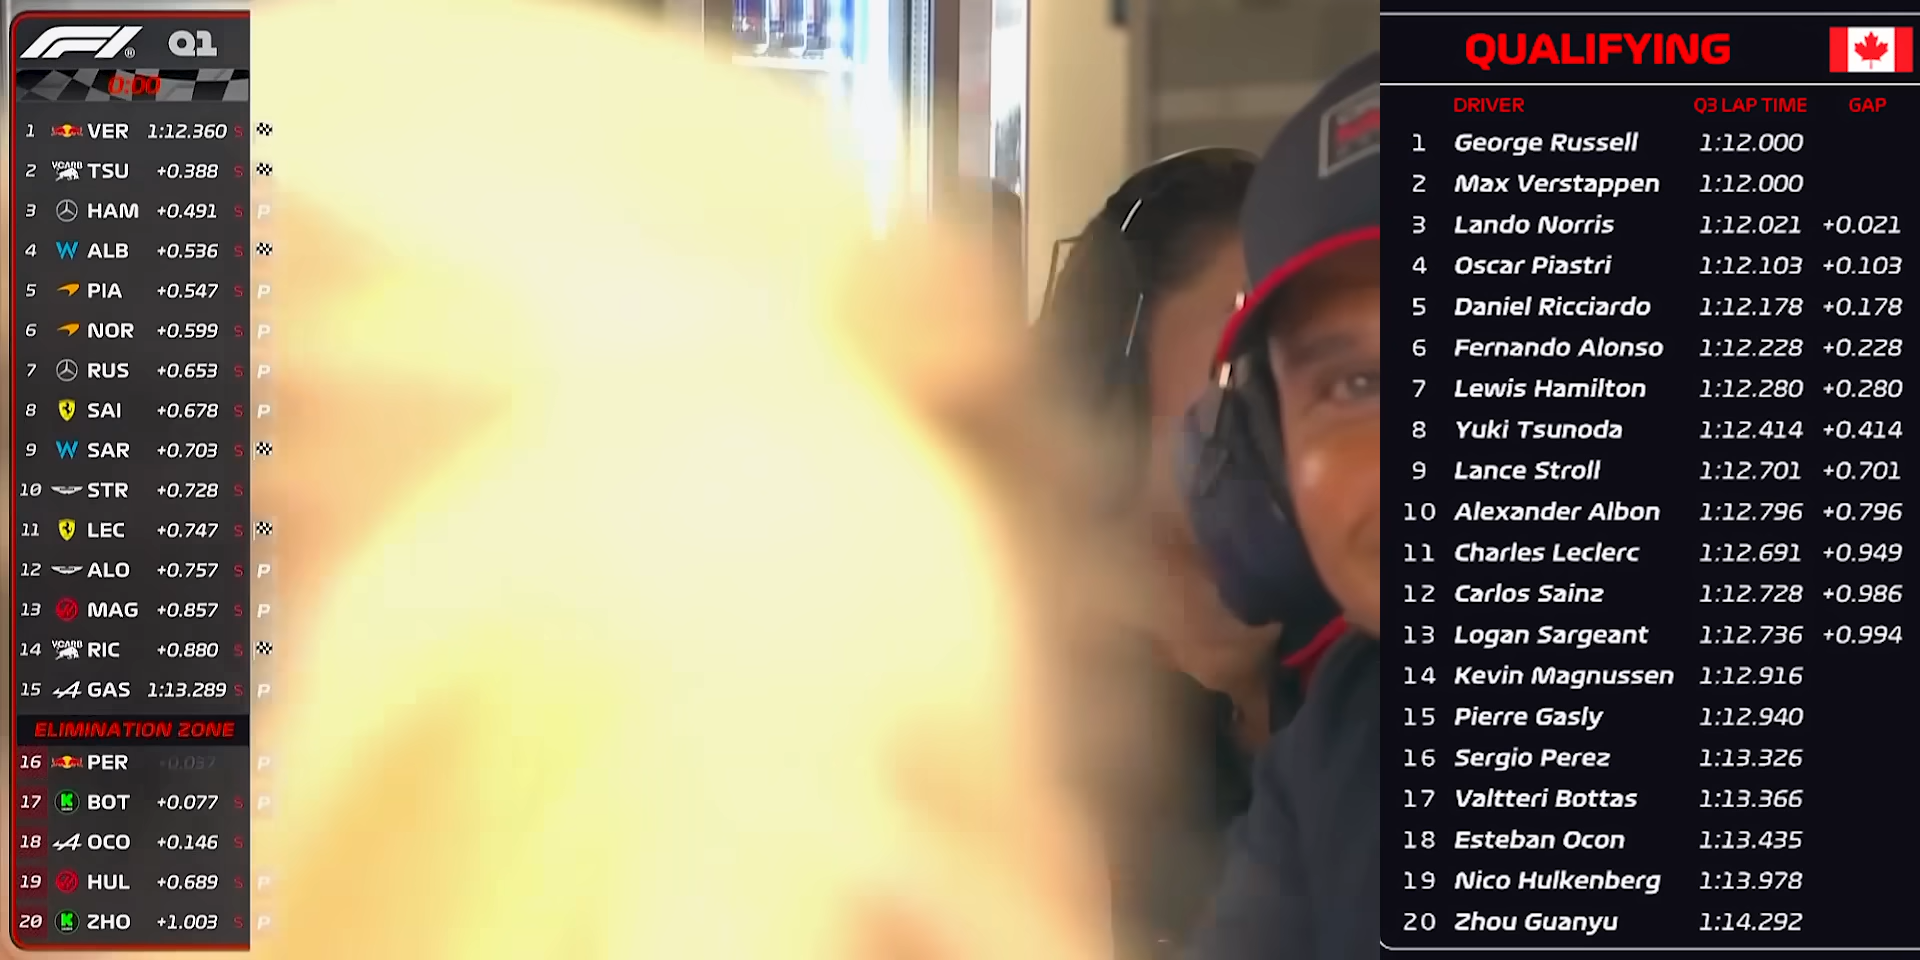 F1 Q1
0:00
1 VER 1:12.360 S
2 VCARB TSU +0.388 S
3 HAM +0.491 S P
4 W ALB +0.536 S
5 PIA +0.547 S P
6 NOR +0.599 S P
7 RUS +0.653 S P
8 SAI +0.678 S P
9 W SAR +0.703 S
10 STR +0.728 S
11 LEC +0.747 S
12 ALO +0.757 S P
13 MAG +0.857 S P
14 VCARB RIC +0.880 S
15 GAS 1:13.289 S P
ELIMINATION ZONE
16 PER +0.037 P
17 K BOT +0.077 S P
18 OCO +0.146 S
19 HUL +0.689 S P
20 K ZHO +1.003 S P
QUALIFYING
DRIVER Q3 LAP TIME GAP
1 George Russell 1:12.000
2 Max Verstappen 1:12.000
3 Lando Norris 1:12.021 +0.021
4 Oscar Piastri 1:12.103 +0.103
5 Daniel Ricciardo 1:12.178 +0.178
6 Fernando Alonso 1:12.228 +0.228
7 Lewis Hamilton 1:12.280 +0.280
8 Yuki Tsunoda 1:12.414 +0.414
9 Lance Stroll 1:12.701 +0.701
10 Alexander Albon 1:12.796 +0.796
11 Charles Leclerc 1:12.691 +0.949
12 Carlos Sainz 1:12.728 +0.986
13 Logan Sargeant 1:12.736 +0.994
14 Kevin Magnussen 1:12.916
15 Pierre Gasly 1:12.940
16 Sergio Perez 1:13.326
17 Valtteri Bottas 1:13.366
18 Esteban Ocon 1:13.435
19 Nico Hulkenberg 1:13.978
20 Zhou Guanyu 1:14.292